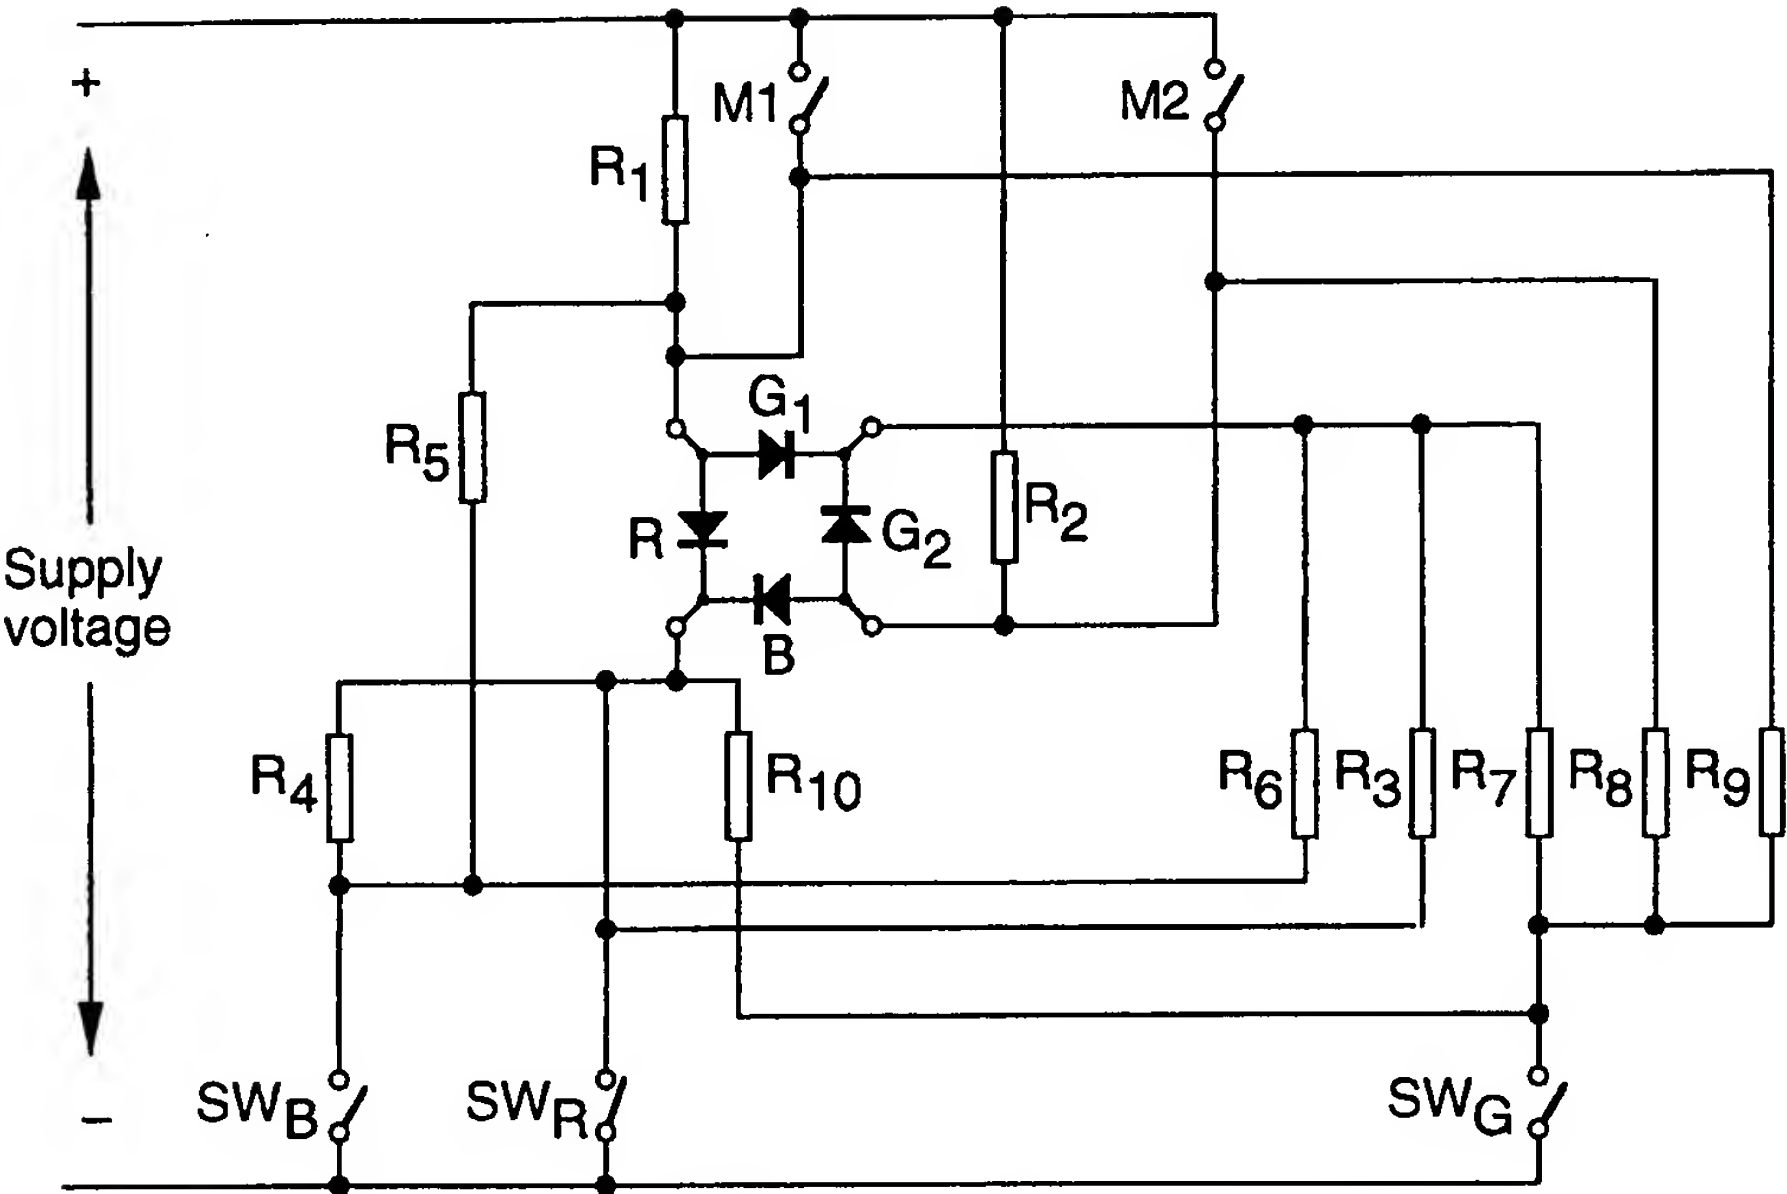 +
M1
M2
R1
G1
R5
R
G2
R2
Supply
voltage
B
R4
R10
R6
R3
R7
R8
R9
SWB
SWR
SWG
−